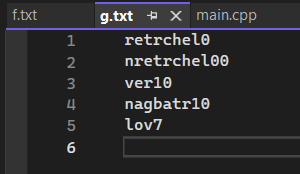 f.txt g.txt main.cpp
1 retrchel0
2 nretrchel00
3 ver10
4 nagbatr10
5 lov7
6